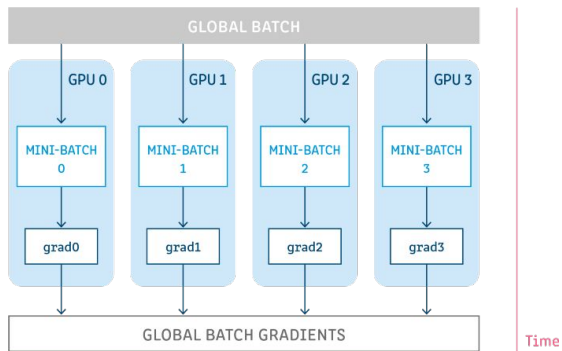 GLOBAL BATCH
GPU 0
GPU 1
GPU 2
GPU 3
MINI-BATCH
0
MINI-BATCH
1
MINI-BATCH
2
MINI-BATCH
3
grad0
grad1
grad2
grad3
GLOBAL BATCH GRADIENTS
Time